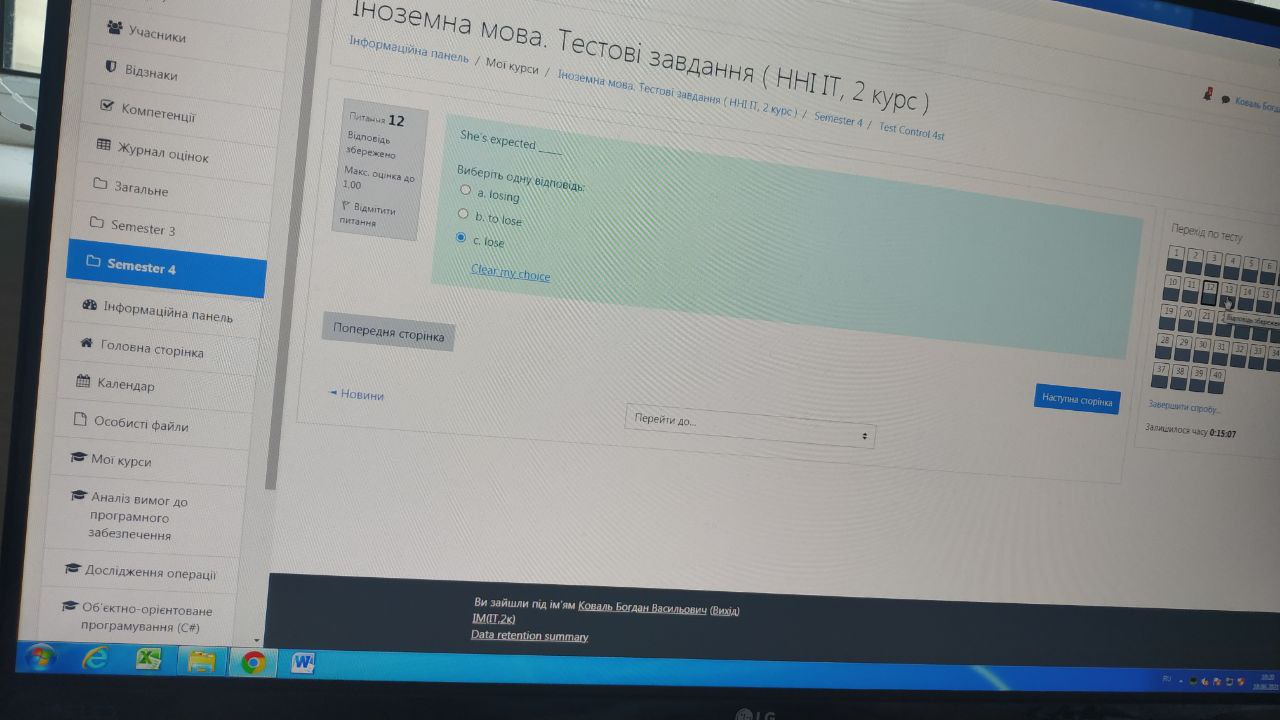 Учасники
Відзнаки
Компетенції
Журнал оцінок
Загальне
Semester 3
Semester 4
Інформаційна панель
Головна сторінка
Календар
Особисті файли
Мої курси
Аналіз вимог до
програмного
забезпечення
Дослідження операції
Об'єктно-орієнтоване
програмування (C#)
Іноземна мова. Тестові завдання ( ННІ ІТ, 2 курс )
Інформаційна панель / Мої курси / Іноземна мова. Тестові завдання ( ННІ ІТ, 2 курс ) / Semester 4 / Test Control 4st
Коваль Богда
Питання 12
Відповідь
збережено
Макс. оцінка до
1,00
Відмітити
питання
She's expected ____
Виберіть одну відповідь:
a. losing
b. to lose
c. lose
Clear my choice
Попередня сторінка
Наступна сторінка
◄ Новини
Перейти до...
Перехід по тесту
1 2 3 4 5 6
10 11 12 13 14 15
19 20 21
Відповідь збереже
28 29 30 31 32 33 34
37 38 39 40
Завершити спробу...
Залишилося часу 0:15:07
Ви зайшли під ім'ям Коваль Богдан Васильович (Вихід)
ІМ(ІТ,2к)
Data retention summary
RU
LG